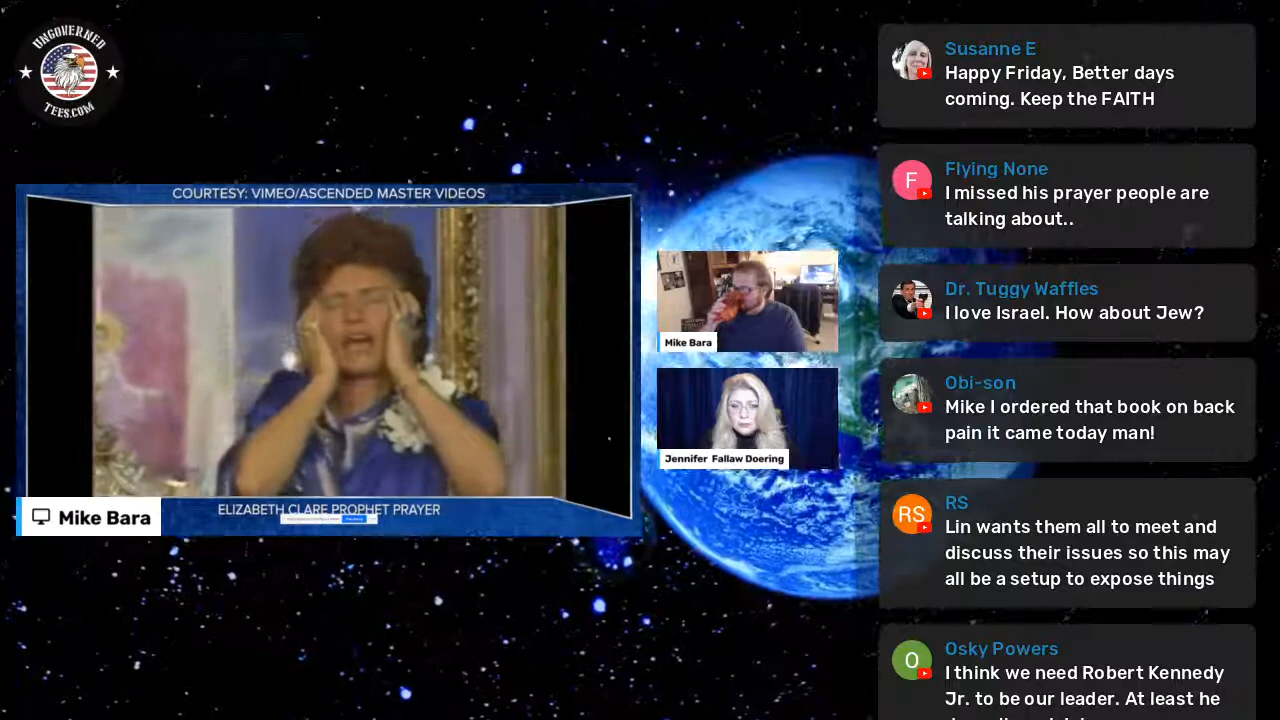 UNGOVERNED
TEES.COM
COURTESY: VIMEO/ASCENDED MASTER VIDEOS
ELIZABETH CLARE PROPHET PRAYER
Mike Bara
Mike Bara
Jennifer Fallaw Doering
Susanne E
Happy Friday, Better days
coming. Keep the FAITH
F
Flying None
I missed his prayer people are
talking about..
Dr. Tuggy Waffles
I love Israel. How about Jew?
Obi-son
Mike I ordered that book on back
pain it came today man!
RS
RS
Lin wants them all to meet and
discuss their issues so this may
all be a setup to expose things
O
Osky Powers
I think we need Robert Kennedy
Jr. to be our leader. At least he